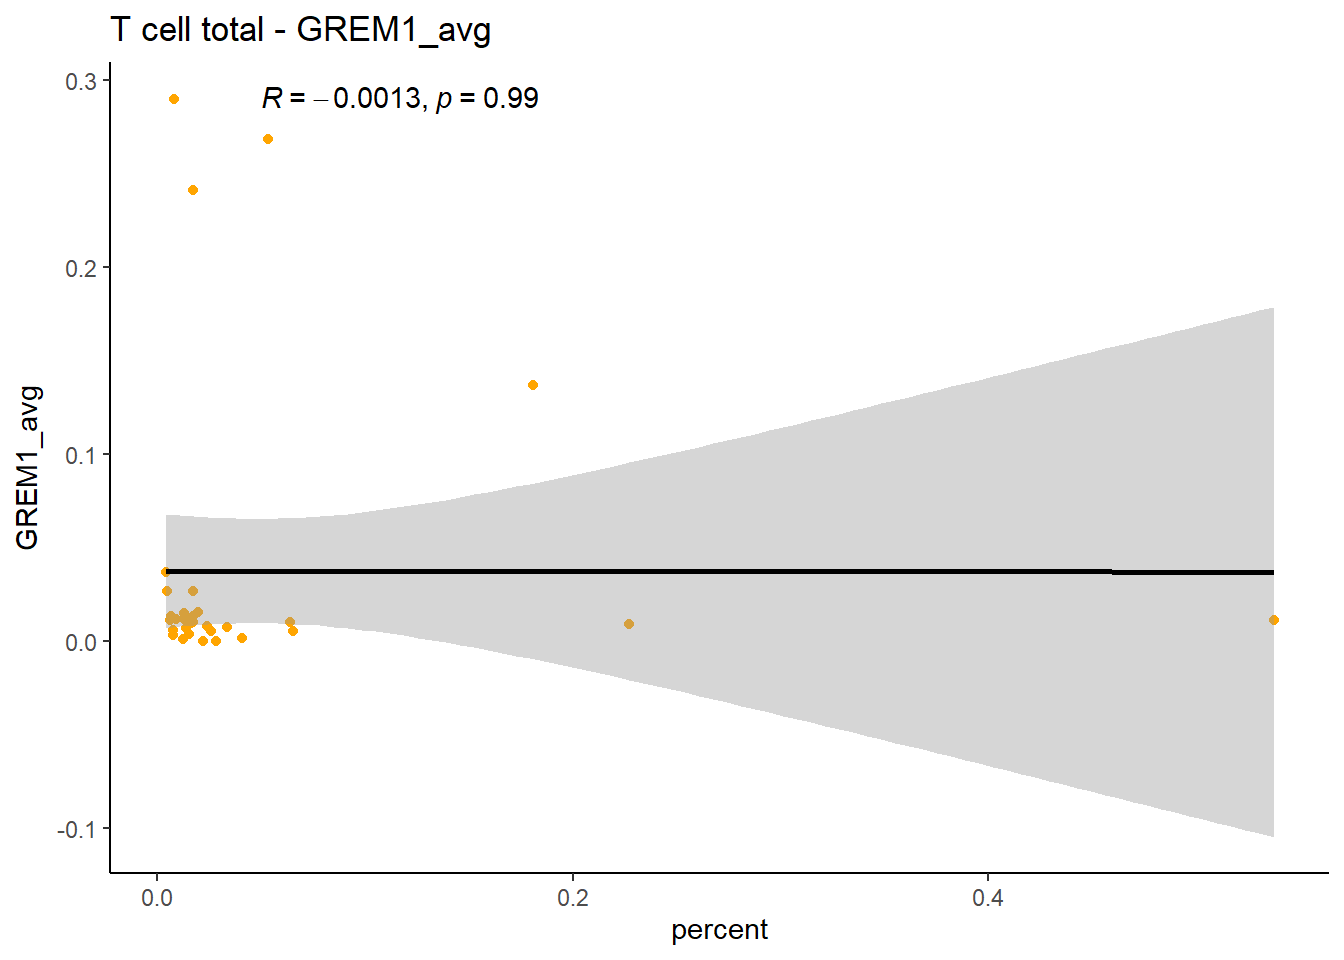 T cell total - GREM1_avg
R = −0.0013, p = 0.99
0.3
0.2
0.1
0.0
-0.1
GREM1_avg
0.0 0.2 0.4
percent